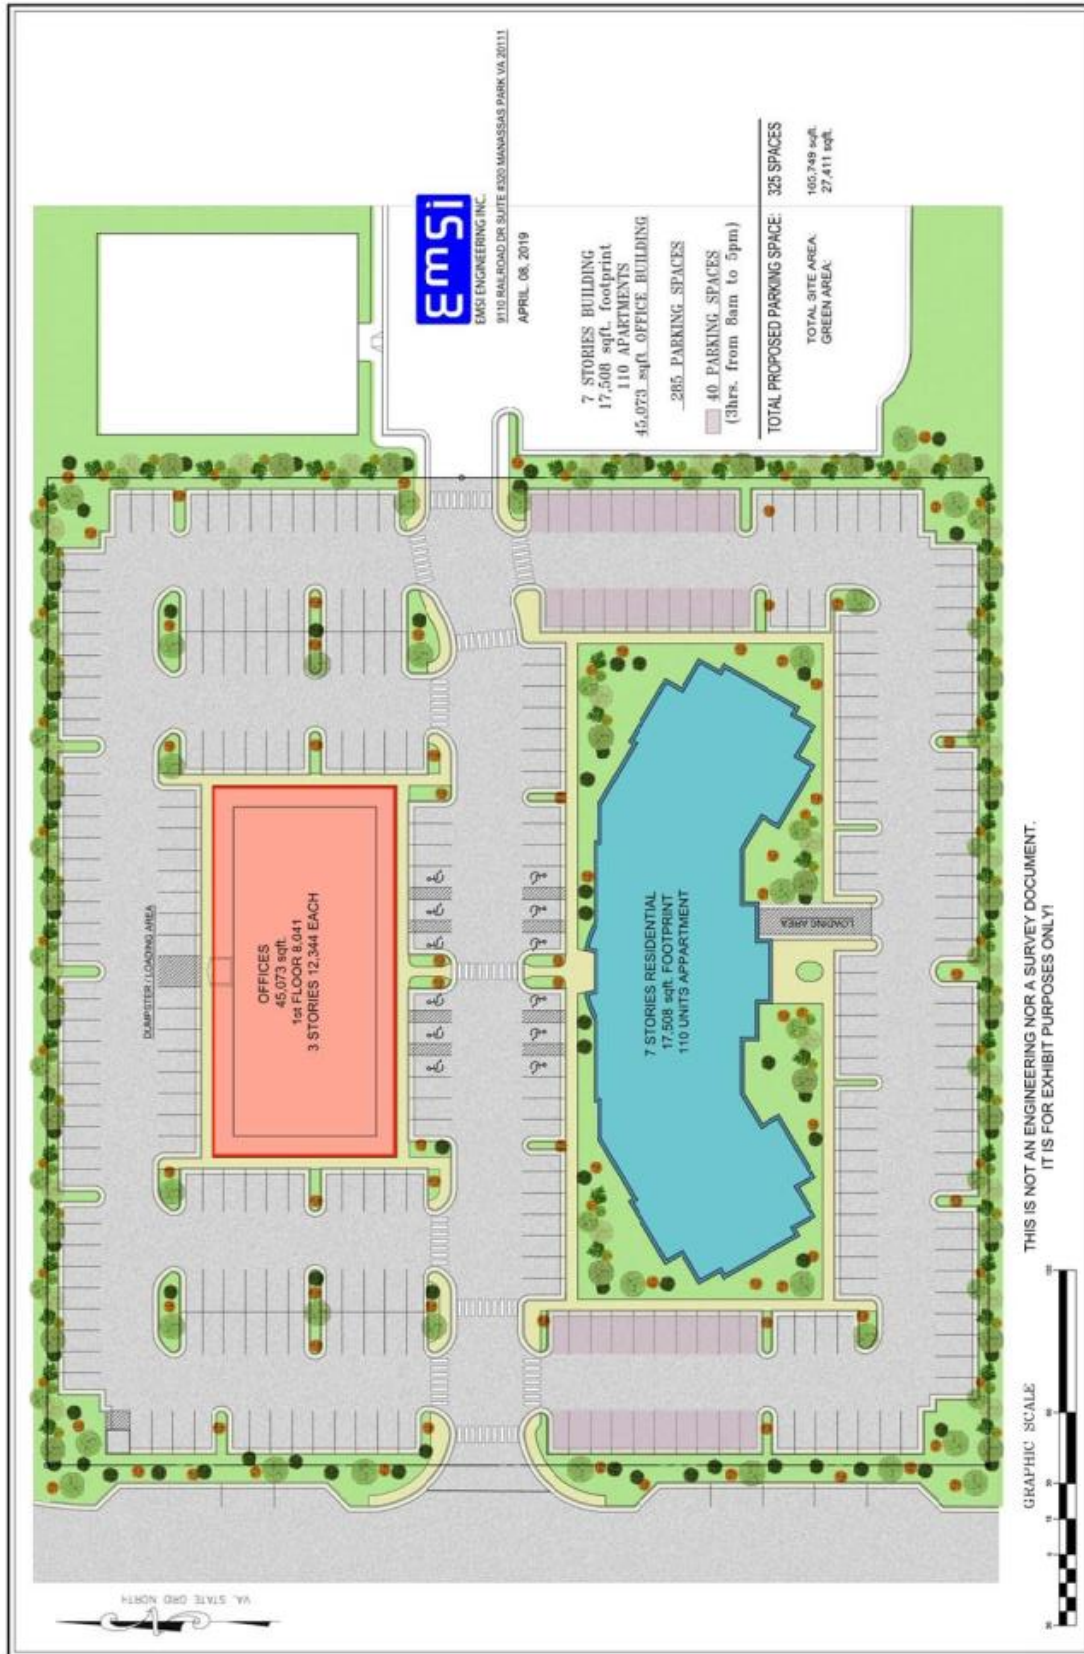 emsi
EMSI ENGINEERING INC.
9110 RAILROAD DR SUITE #320 MANASSAS PARK VA 20111
APRIL. 08, 2019
7 STORIES BUILDING
17,508 sqft. footprint
110 APARTMENTS
45,073 sqft OFFICE BUILDING
285 PARKING SPACES
40 PARKING SPACES
(3hrs. from 8am to 5pm)
TOTAL PROPOSED PARKING SPACE: 325 SPACES
TOTAL SITE AREA:
GREEN AREA: 27,411 sqft.
DUMPSTER / LOADING AREA
OFFICES
45,073 sqft.
1st FLOOR 8,041
3 STORIES 12,344 EACH
7 STORIES RESIDENTIAL
17,508 sqft. FOOTPRINT
110 UNITS APPARTMENT
LOADING AREA
THIS IS NOT AN ENGINEERING NOR A SURVEY DOCUMENT.
IT IS FOR EXHIBIT PURPOSES ONLY!
GRAPHIC SCALE
VA. STATE GRD NORTH